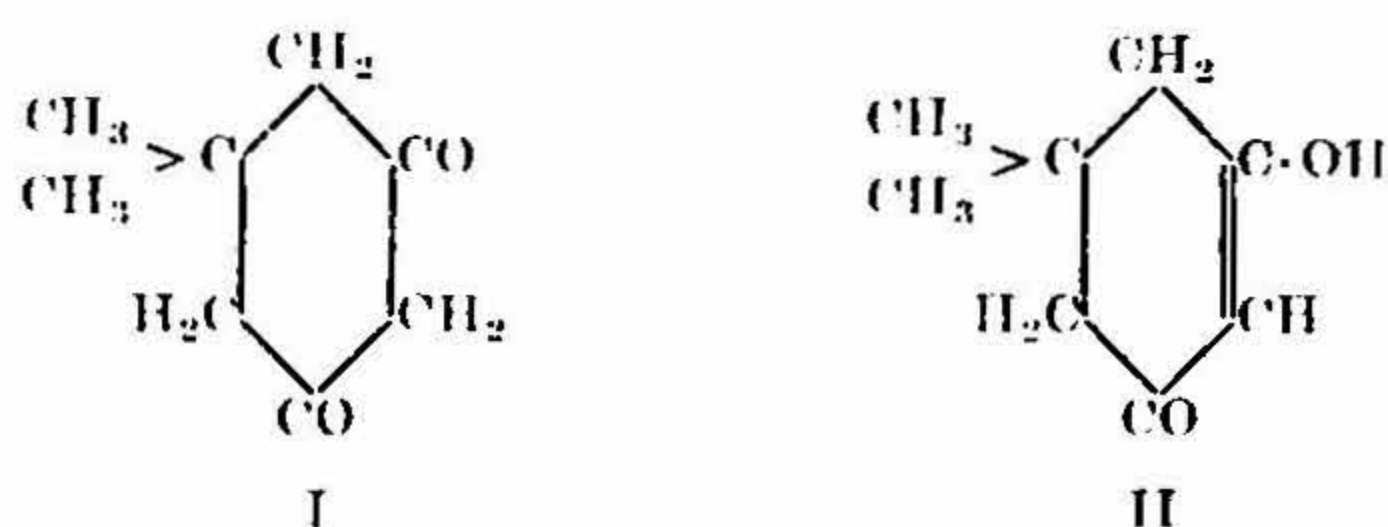 CH₂ CH₂
CH₃ CH₃
> C CO > C C·OH
CH₃ CH₃
H₂C CH₂ H₂C CH
CO CO
I II